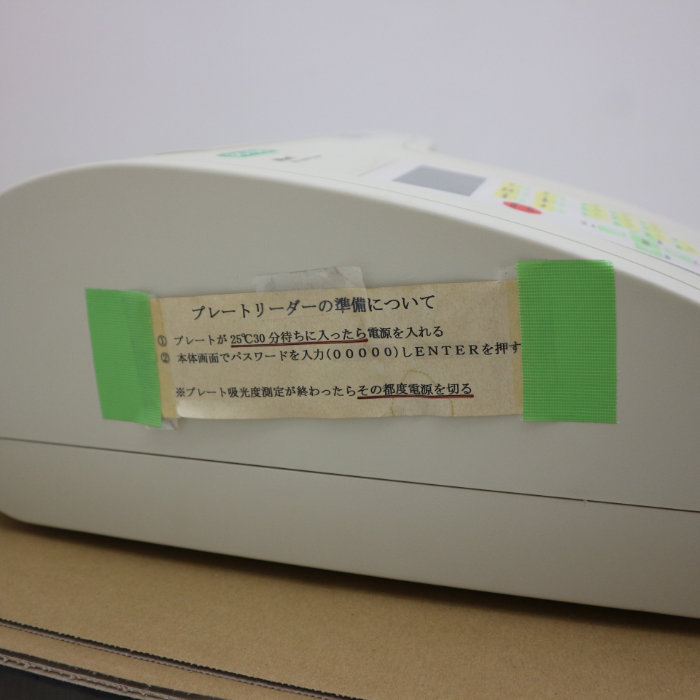 プレートリーダーの準備について
① プレートが25℃30分待ちに入ったら電源を入れる
② 本体画面でパスワードを入力(00000)しENTERを押す
※プレート吸光度測定が終わったらその都度電源を切る